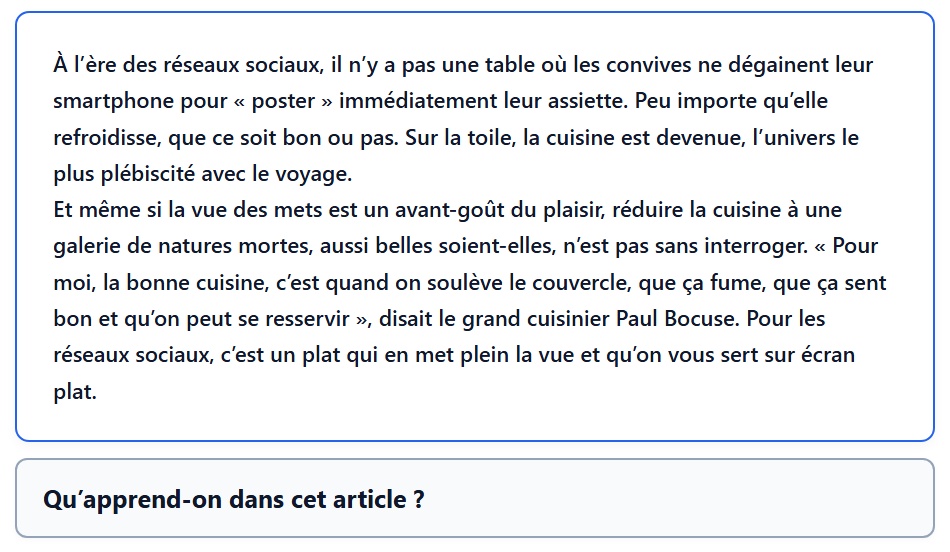 À l’ère des réseaux sociaux, il n’y a pas une table où les convives ne dégainent leur
smartphone pour « poster » immédiatement leur assiette. Peu importe qu’elle
refroidisse, que ce soit bon ou pas. Sur la toile, la cuisine est devenue, l’univers le
plus plébiscité avec le voyage.
Et même si la vue des mets est un avant-goût du plaisir, réduire la cuisine à une
galerie de natures mortes, aussi belles soient-elles, n’est pas sans interroger. « Pour
moi, la bonne cuisine, c’est quand on soulève le couvercle, que ça fume, que ça sent
bon et qu’on peut se resservir », disait le grand cuisinier Paul Bocuse. Pour les
réseaux sociaux, c’est un plat qui en met plein la vue et qu’on vous sert sur écran
plat.
Qu’apprend-on dans cet article ?